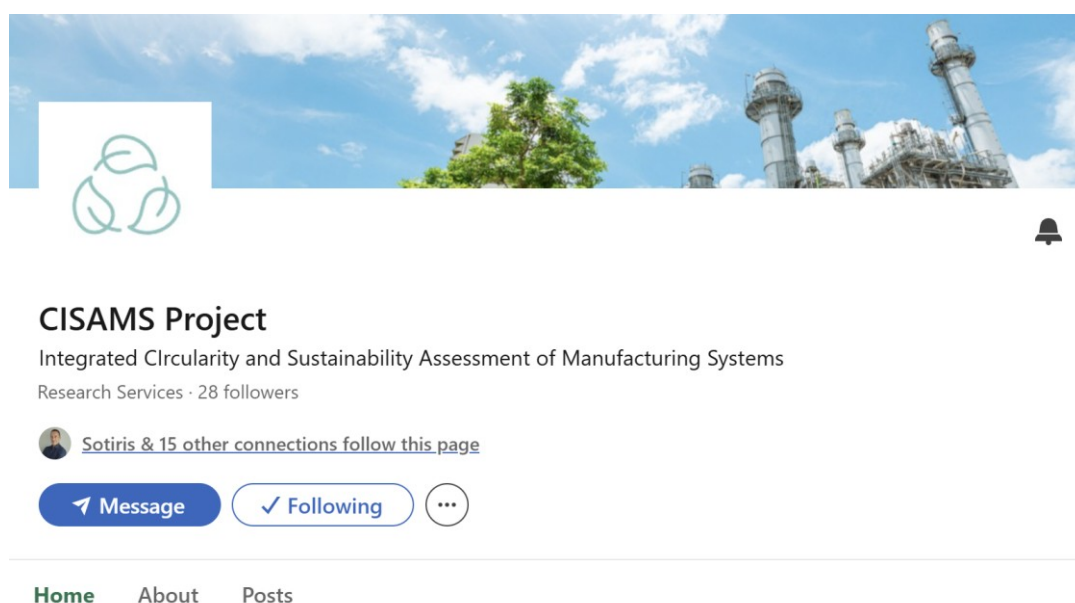 CISAMS Project
Integrated CIrcularity and Sustainability Assessment of Manufacturing Systems
Research Services · 28 followers
Sotiris & 15 other connections follow this page
Message
Following
Home About Posts